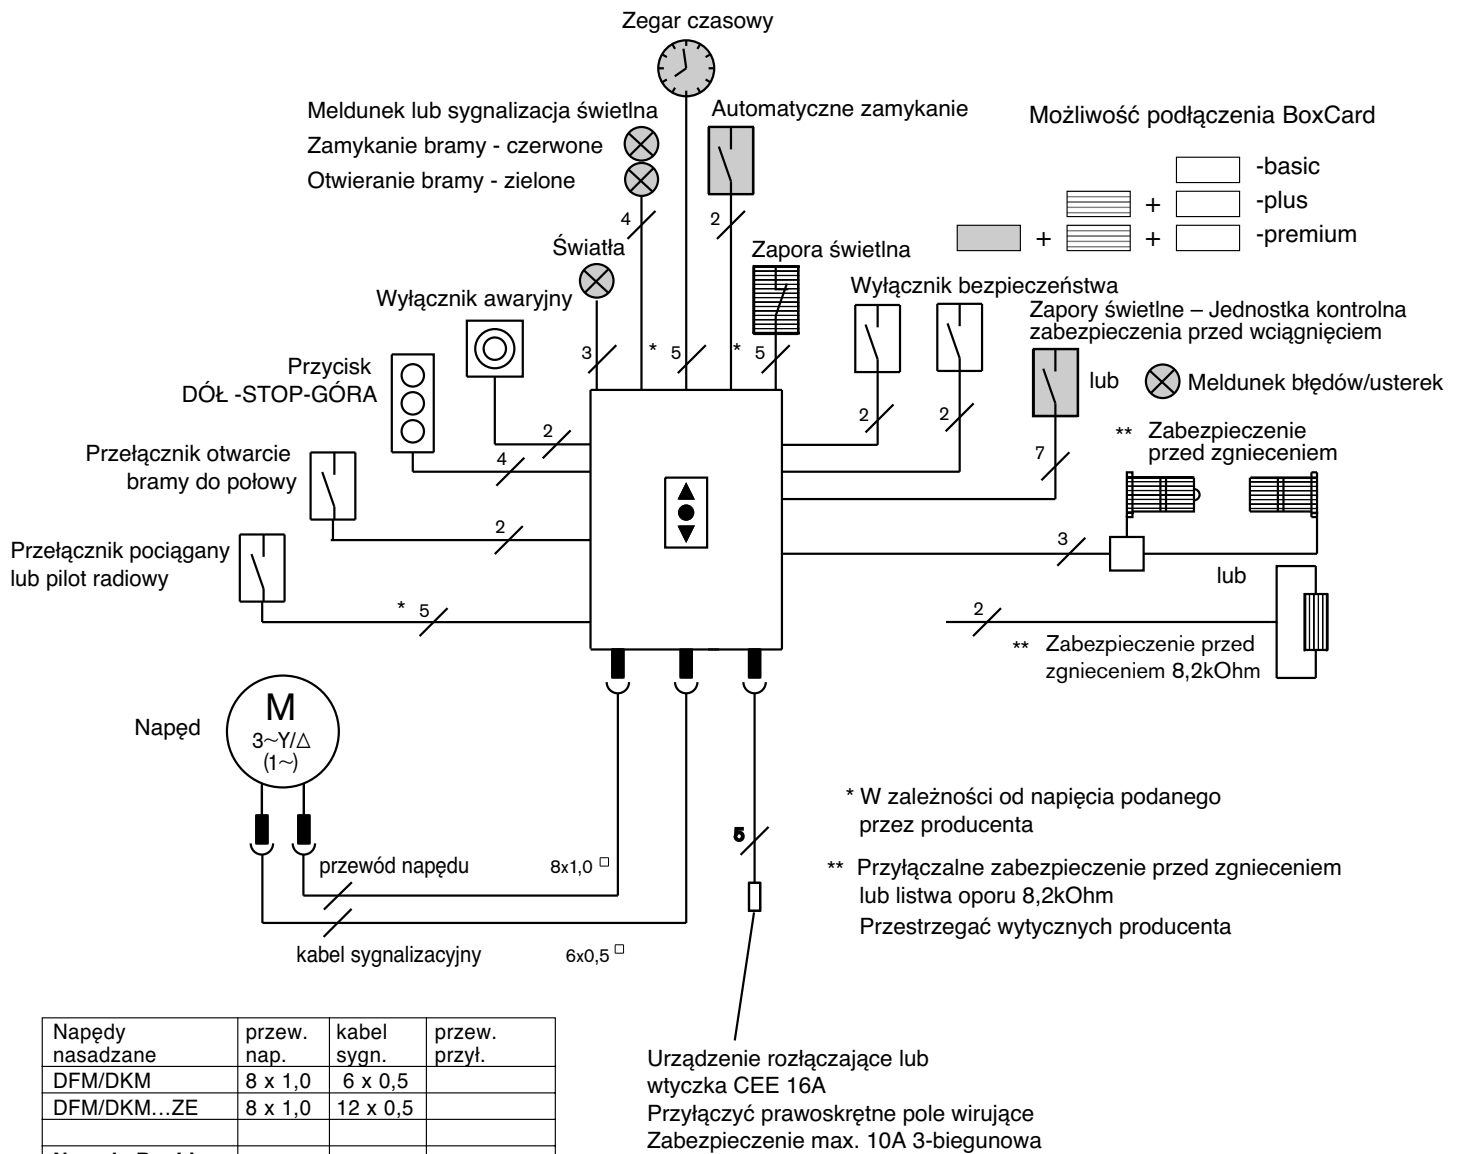 Zegar czasowy
Meldunek lub sygnalizacja świetlna
Zamykanie bramy - czerwone
Otwieranie bramy - zielone
Automatyczne zamykanie
Możliwość podłączenia BoxCard
-basic
+ -plus
+ + -premium
4
2
Światła
Zapora świetlna
Wyłącznik awaryjny
Wyłącznik bezpieczeństwa
Zapory świetlne – Jednostka kontrolna
zabezpieczenia przed wciągnięciem
3
* 5
* 5
Przycisk
DÓŁ -STOP-GÓRA
lub
Meldunek błędów/usterek
2
2
2
4
7
** Zabezpieczenie
przed zgnieceniem
Przełącznik otwarcie
bramy do połowy
2
3
Przełącznik pociągany
lub pilot radiowy
* 5
lub
2
** Zabezpieczenie przed
zgnieceniem 8,2kOhm
Napęd
M
3~Y/△
(1~)
5
przewód napędu 8x1,0 □
kabel sygnalizacyjny 6x0,5 □
* W zależności od napięcia podanego
przez producenta
** Przyłączalne zabezpieczenie przed zgnieceniem
lub listwa oporu 8,2kOhm
Przestrzegać wytycznych producenta
Napędy przew. kabel przew.
nasadzane nap. sygn. przył.
DFM/DKM 8 x 1,0 6 x 0,5
DFM/DKM...ZE 8 x 1,0 12 x 0,5
Urządzenie rozłączające lub
wtyczka CEE 16A
Przyłączyć prawoskrętne pole wirujące
Zabezpieczenie max. 10A 3-biegunowa